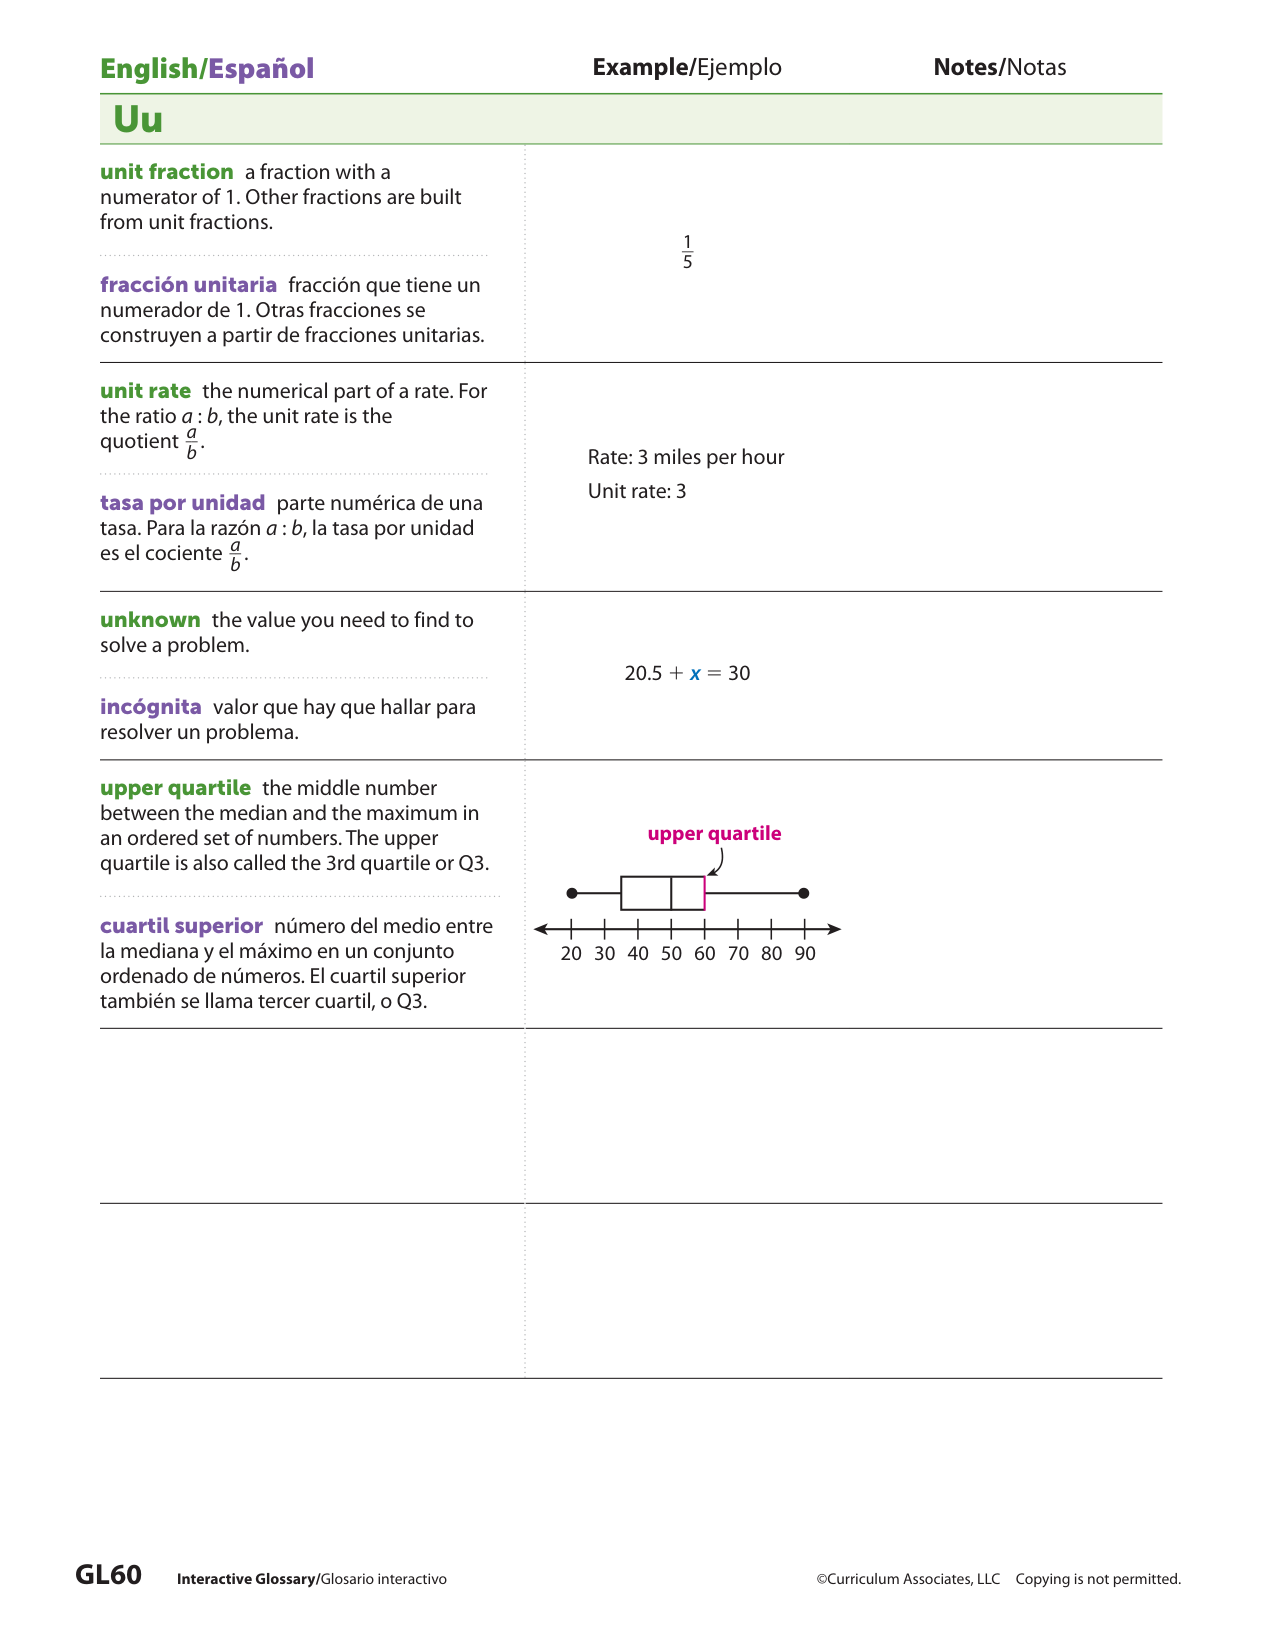 English/Español Example/Ejemplo Notes/Notas
Uu
unit fraction a fraction with a
numerator of 1. Other fractions are built
from unit fractions.
fracción unitaria fracción que tiene un
numerador de 1. Otras fracciones se
construyen a partir de fracciones unitarias.
1
5
unit rate the numerical part of a rate. For
the ratio a : b, the unit rate is the
quotient a/b.
tasa por unidad parte numérica de una
tasa. Para la razón a : b, la tasa por unidad
es el cociente a/b.
Rate: 3 miles per hour
Unit rate: 3
unknown the value you need to find to
solve a problem.
incógnita valor que hay que hallar para
resolver un problema.
20.5 + x = 30
upper quartile the middle number
between the median and the maximum in
an ordered set of numbers. The upper
quartile is also called the 3rd quartile or Q3.
cuartil superior número del medio entre
la mediana y el máximo en un conjunto
ordenado de números. El cuartil superior
también se llama tercer cuartil, o Q3.
upper quartile
20 30 40 50 60 70 80 90
GL60 Interactive Glossary/Glosario interactivo ©Curriculum Associates, LLC Copying is not permitted.